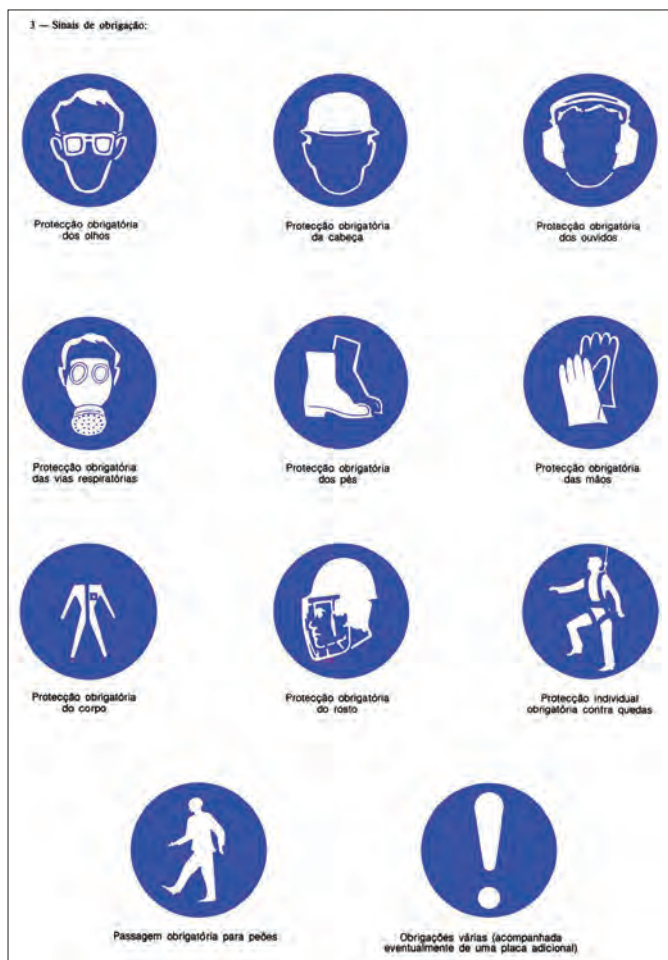 3 — Sinais de obrigação:
Protecção obrigatória
dos olhos
Protecção obrigatória
da cabeça
Protecção obrigatória
dos ouvidos
Protecção obrigatória
das vias respiratórias
Protecção obrigatória
dos pés
Protecção obrigatória
das mãos
Protecção obrigatória
do corpo
Protecção obrigatória
do rosto
Protecção individual
obrigatória contra quedas
Passagem obrigatória para peões
Obrigações várias (acompanhada
eventualmente de uma placa adicional)